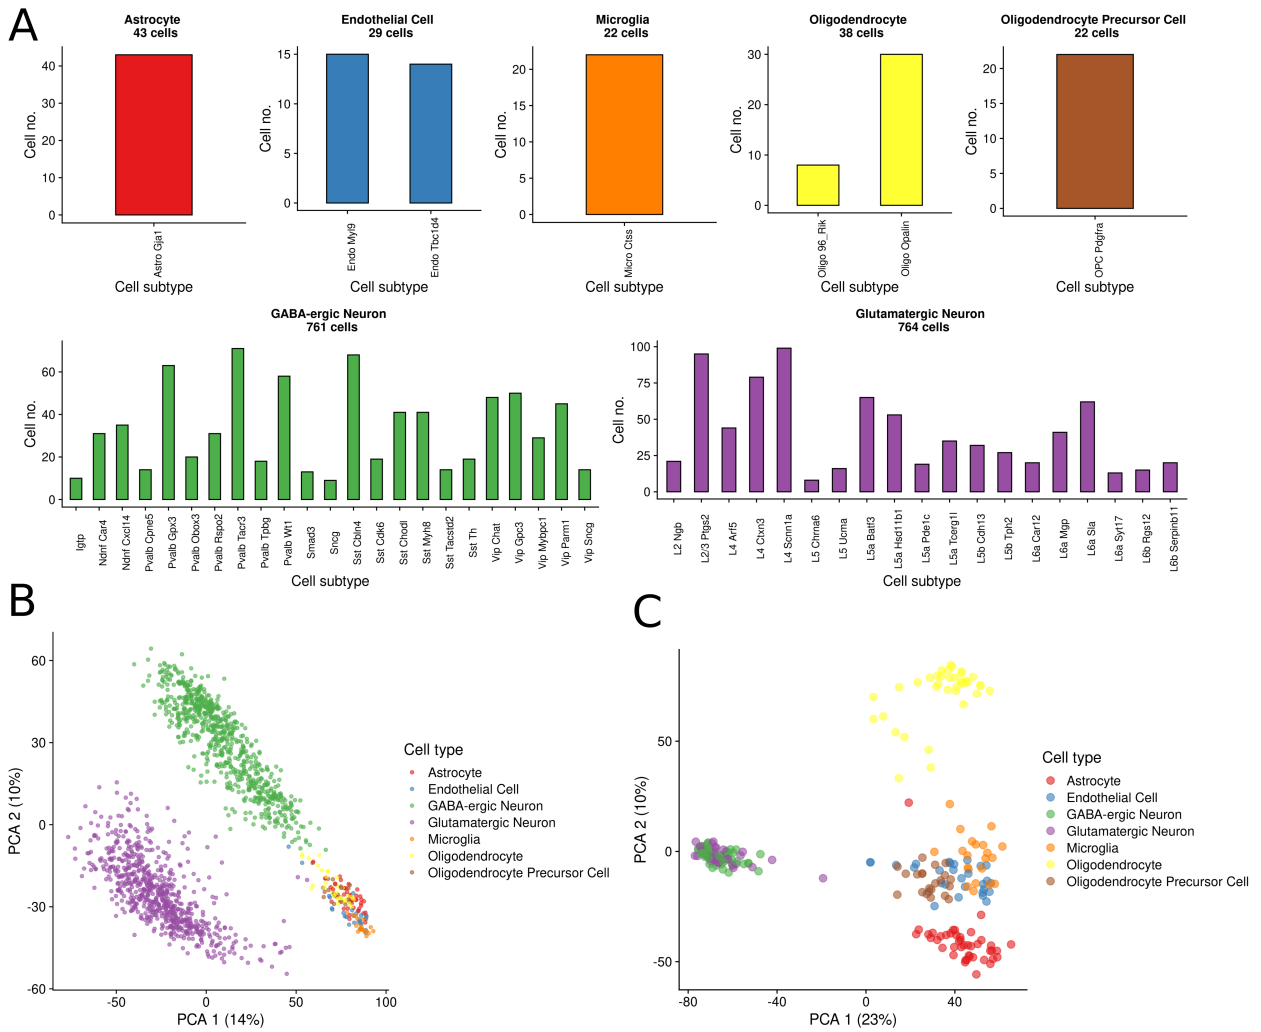 A
Astrocyte
43 cells
Cell no.
40
30
20
10
0
Astro Gja1
Cell subtype
Endothelial Cell
29 cells
Cell no.
15
10
5
0
Endo Myl9
Endo Tbc1d4
Cell subtype
Microglia
22 cells
Cell no.
20
15
10
5
0
Micro Ctss
Cell subtype
Oligodendrocyte
38 cells
Cell no.
30
20
10
0
Oligo 96_Rik
Oligo Opalin
Cell subtype
Oligodendrocyte Precursor Cell
22 cells
Cell no.
20
15
10
5
0
OPC Pdgfra
Cell subtype
GABA-ergic Neuron
761 cells
Cell no.
60
40
20
0
Igtp
Ndnf Car4
Ndnf Cxcl14
Pvalb Cpne5
Pvalb Gpx3
Pvalb Obox3
Pvalb Rspo2
Pvalb Tacr3
Pvalb Tpbg
Pvalb Wt1
Smad3
Sncg
Sst Cbln4
Sst Cdk6
Sst Chodl
Sst Myh8
Sst Tacstd2
Sst Th
Vip Chat
Vip Gpc3
Vip Mybpc1
Vip Parm1
Vip Sncg
Cell subtype
Glutamatergic Neuron
764 cells
Cell no.
100
75
50
25
0
L2 Ngb
L2/3 Ptgs2
L4 Arf5
L4 Ctxn3
L4 Scnn1a
L5 Chrna6
L5 Ucma
L5a Batf3
L5a Hsd11b1
L5a Pde1c
L5a Tcerg1l
L5b Cdh13
L5b Tph2
L6a Car12
L6a Mgp
L6a Sla
L6a Syt17
L6b Rgs12
L6b Serpinb11
Cell subtype
B
PCA 2 (10%)
60
30
0
-30
-60
-50
0
50
100
PCA 1 (14%)
Cell type
Astrocyte
Endothelial Cell
GABA-ergic Neuron
Glutamatergic Neuron
Microglia
Oligodendrocyte
Oligodendrocyte Precursor Cell
C
PCA 2 (10%)
50
0
-50
-80
-40
0
40
PCA 1 (23%)
Cell type
Astrocyte
Endothelial Cell
GABA-ergic Neuron
Glutamatergic Neuron
Microglia
Oligodendrocyte
Oligodendrocyte Precursor Cell